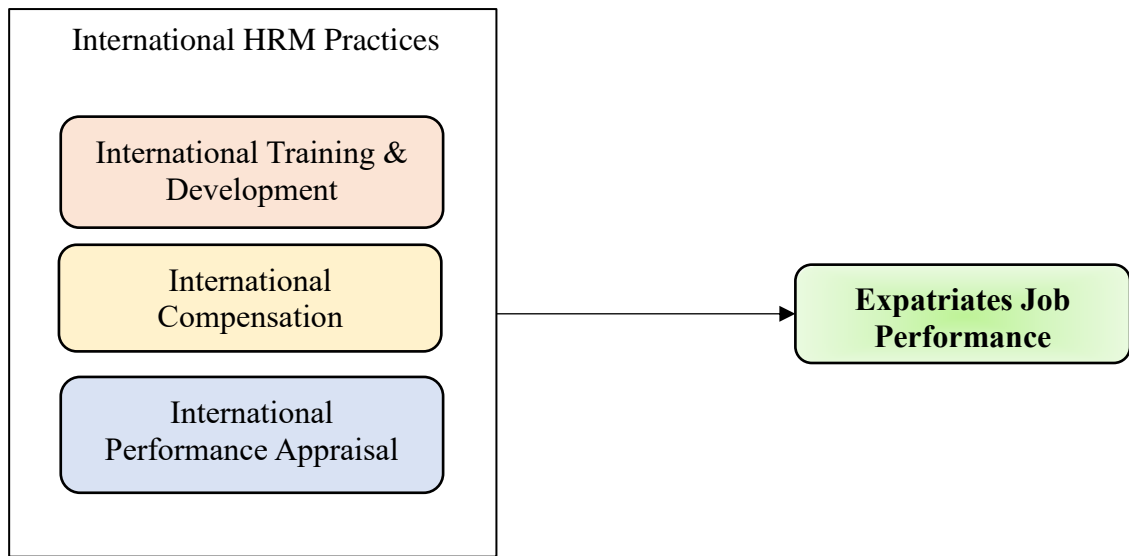 International HRM Practices
International Training &
Development
International
Compensation
International
Performance Appraisal
Expatriates Job
Performance